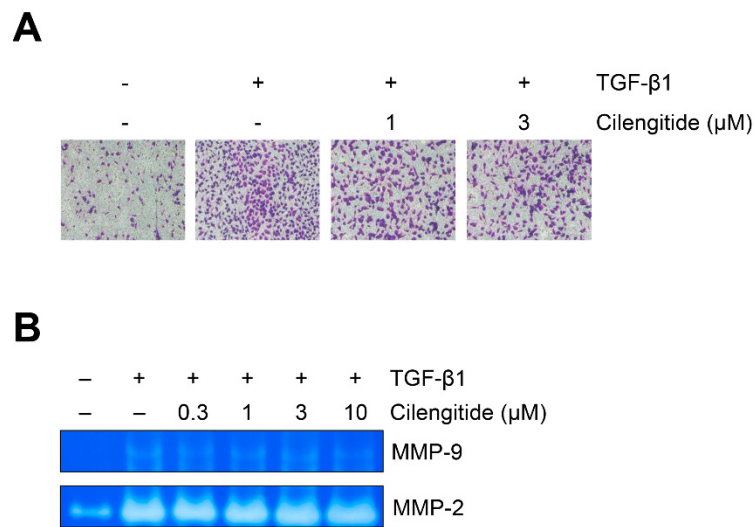 A
- + + + TGF-β1
- - 1 3 Cilengitide (µM)
B
– + + + + + TGF-β1
– – 0.3 1 3 10 Cilengitide (µM)
MMP-9
MMP-2